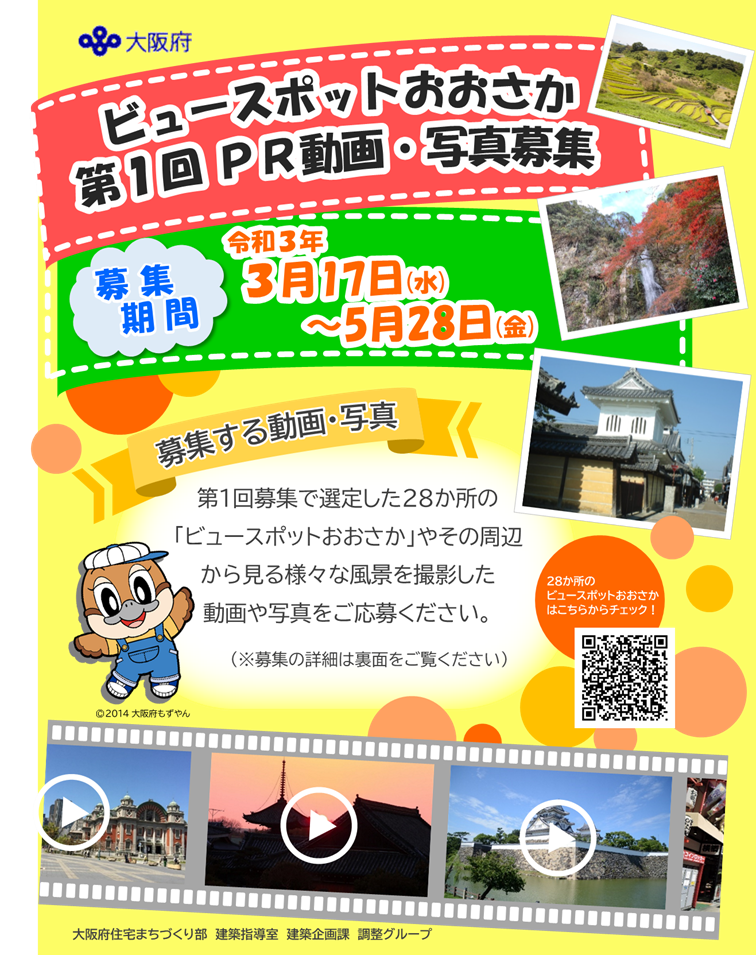 大阪府
ビュースポットおおさか
第1回 PR動画・写真募集
募集
期間
令和3年
3月17日(水)
～5月28日(金)
募集する動画・写真
第1回募集で選定した28か所の
「ビュースポットおおさか」やその周辺
から見る様々な風景を撮影した
動画や写真をご応募ください。
（※募集の詳細は裏面をご覧ください）
28か所の
ビュースポットおおさか
はこちらからチェック！
©2014 大阪府もずやん
大阪府住宅まちづくり部 建築指導室 建築企画課 調整グループ